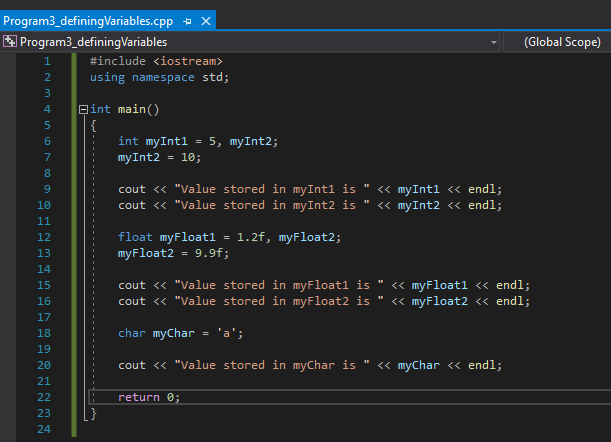 Program3_definingVariables.cpp
Program3_definingVariables (Global Scope)
1 #include <iostream>
2 using namespace std;
3
4 int main()
5 {
6 int myInt1 = 5, myInt2;
7 myInt2 = 10;
8
9 cout << "Value stored in myInt1 is " << myInt1 << endl;
10 cout << "Value stored in myInt2 is " << myInt2 << endl;
11
12 float myFloat1 = 1.2f, myFloat2;
13 myFloat2 = 9.9f;
14
15 cout << "Value stored in myFloat1 is " << myFloat1 << endl;
16 cout << "Value stored in myFloat2 is " << myFloat2 << endl;
17
18 char myChar = 'a';
19
20 cout << "Value stored in myChar is " << myChar << endl;
21
22 return 0;
23 }
24